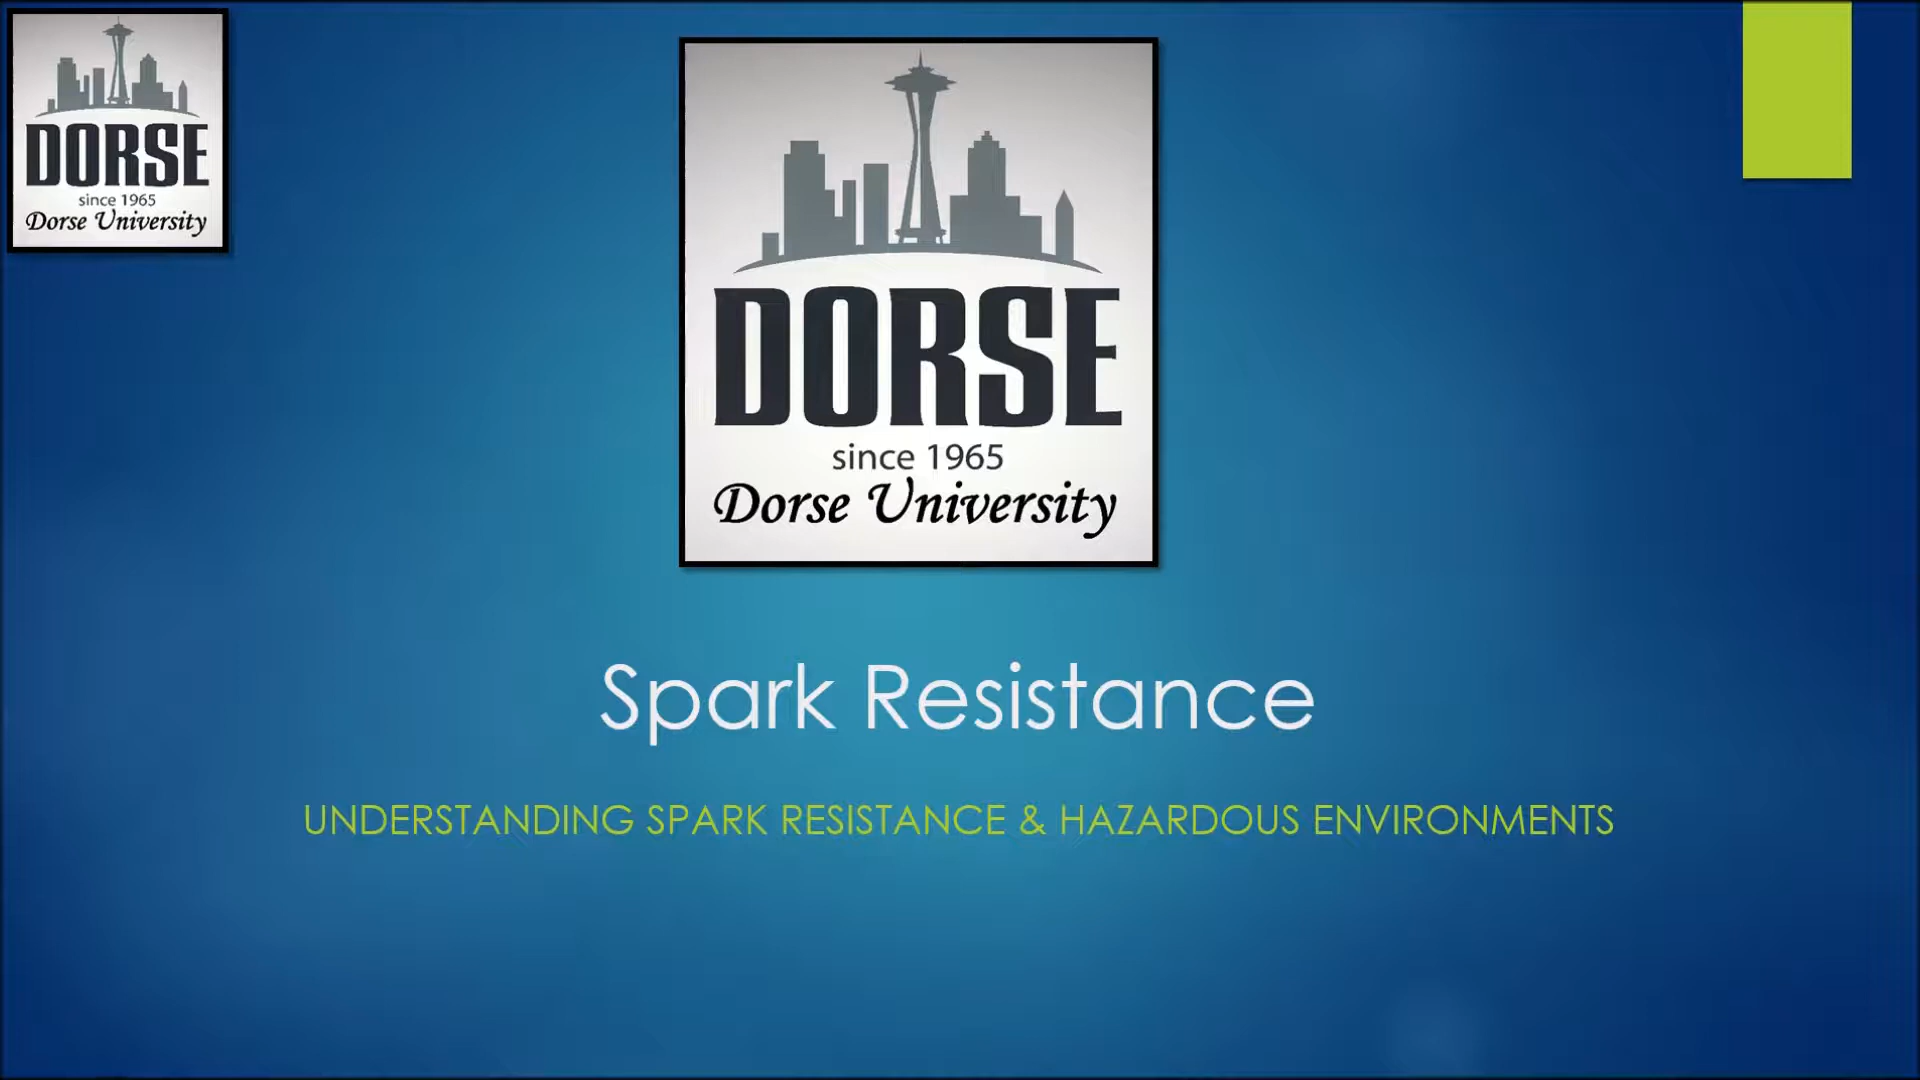 DORSE
since 1965
Dorse University
DORSE
since 1965
Dorse University
Spark Resistance
UNDERSTANDING SPARK RESISTANCE & HAZARDOUS ENVIRONMENTS